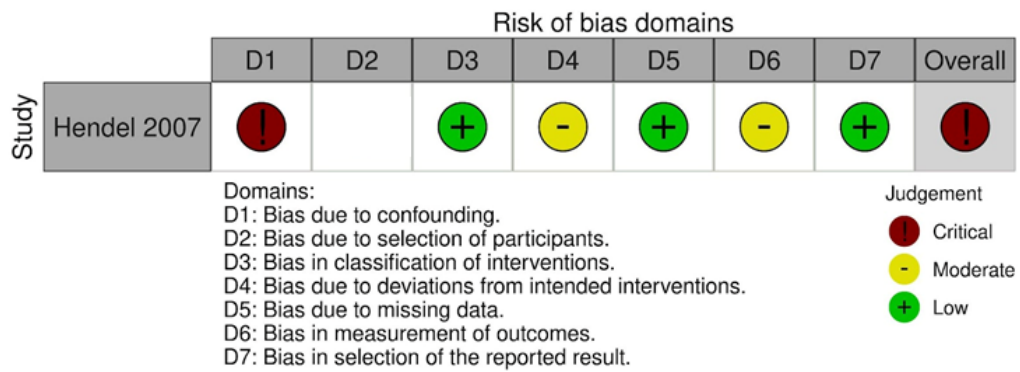 Risk of bias domains
D1 D2 D3 D4 D5 D6 D7 Overall
Study
Hendel 2007 ! + - + - + !
Domains:
D1: Bias due to confounding.
D2: Bias due to selection of participants.
D3: Bias in classification of interventions.
D4: Bias due to deviations from intended interventions.
D5: Bias due to missing data.
D6: Bias in measurement of outcomes.
D7: Bias in selection of the reported result.
Judgement
! Critical
- Moderate
+ Low